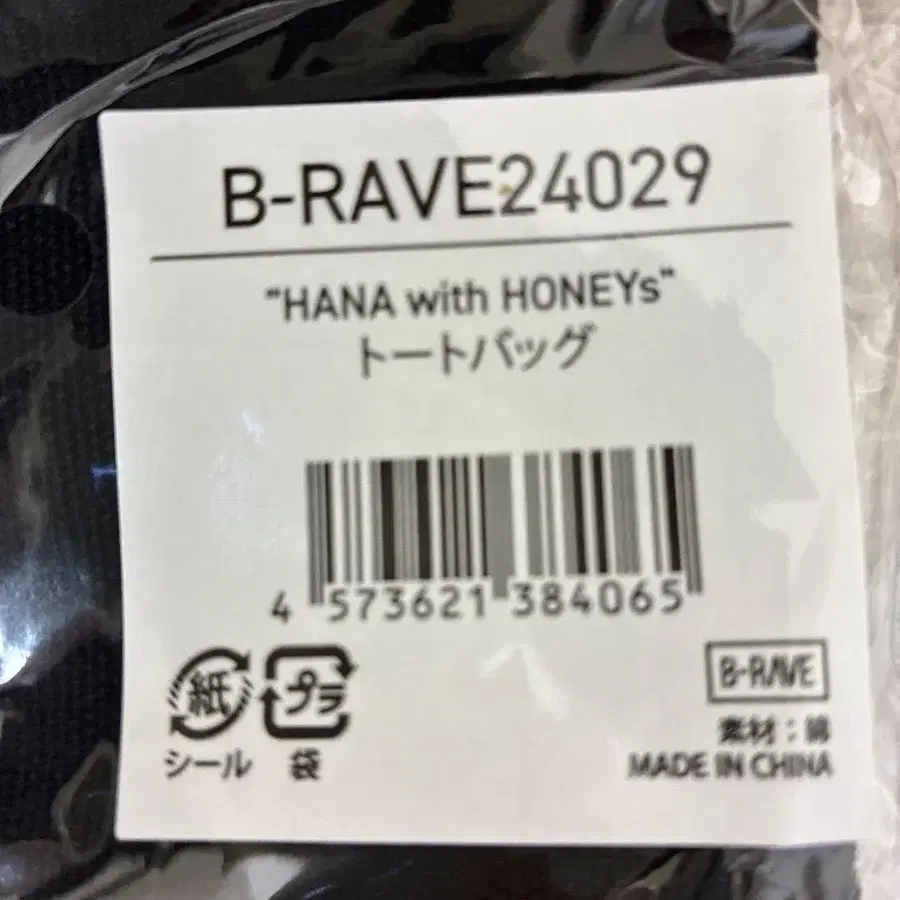 B-RAVE24029
"HANA with HONEYs"
トートバッグ
4 573621 384065
紙 プラ
シール 袋
B-RAVE
素材：綿
MADE IN CHINA